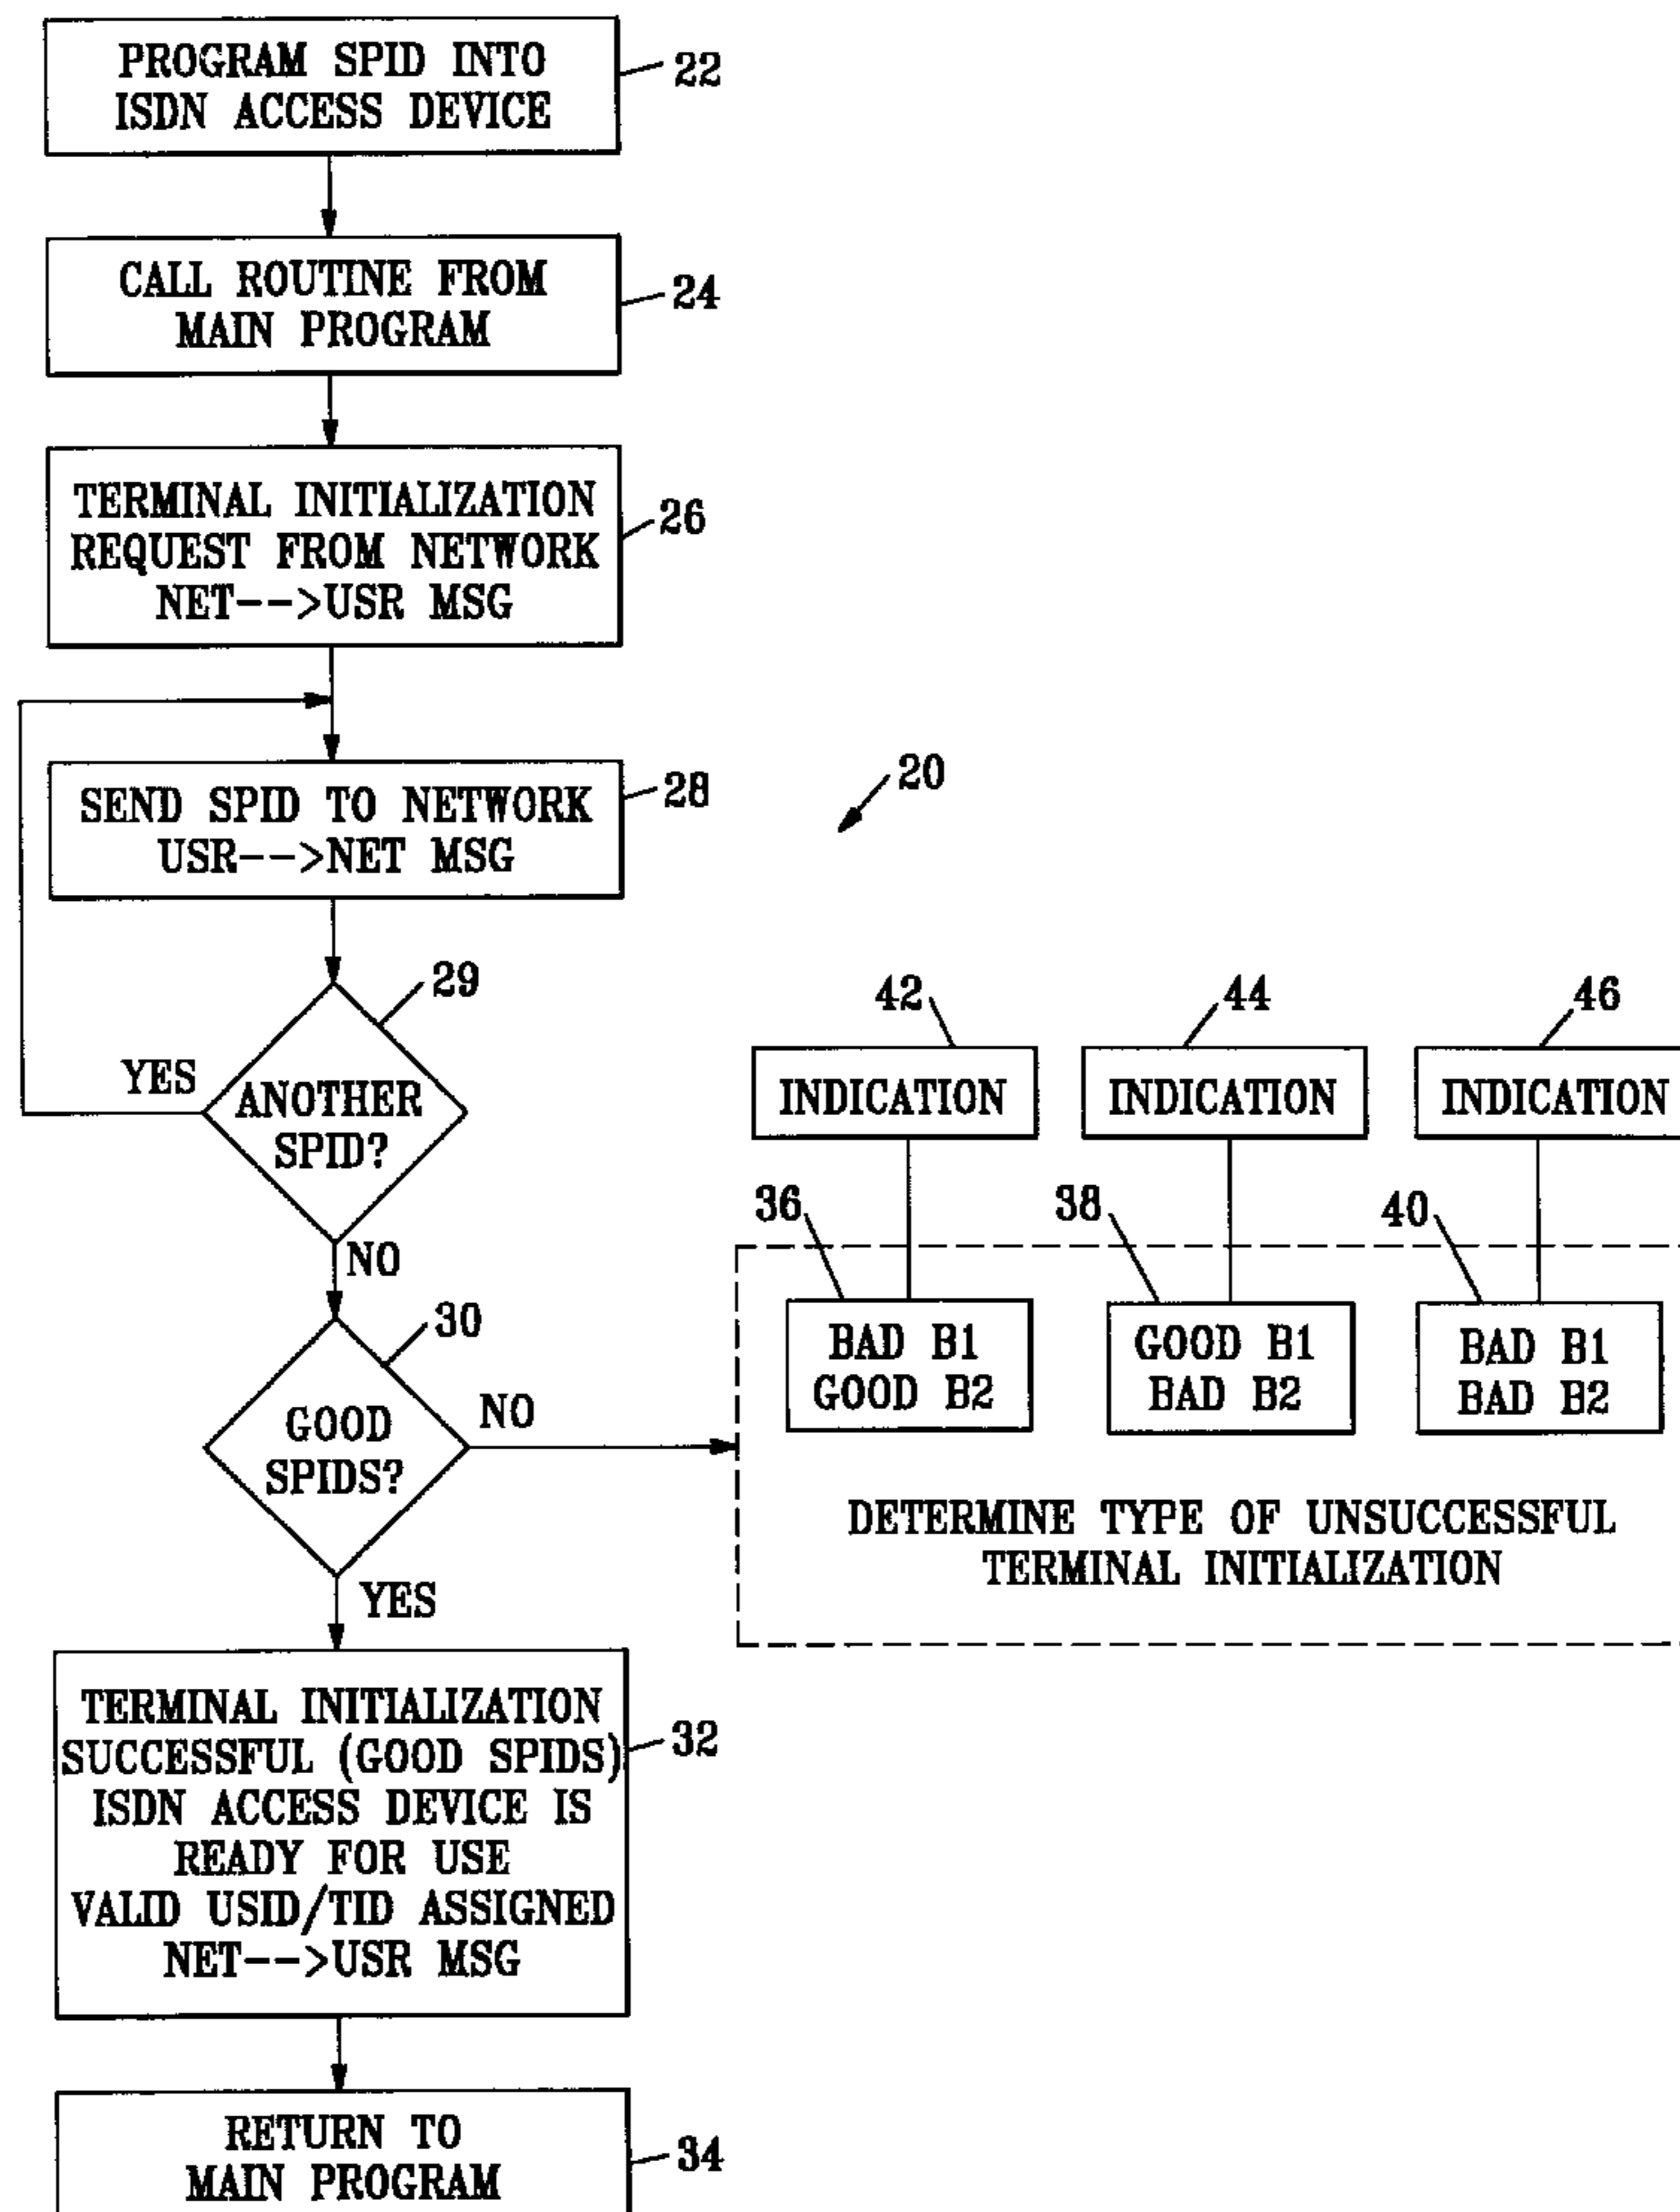 PROGRAM SPID INTO
ISDN ACCESS DEVICE
22
CALL ROUTINE FROM
MAIN PROGRAM
24
TERMINAL INITIALIZATION
REQUEST FROM NETWORK
NET-->USR MSG
26
SEND SPID TO NETWORK
USR-->NET MSG
28
20
29
YES
ANOTHER
SPID?
NO
30
GOOD
SPIDS?
NO
YES
42
44
46
INDICATION
INDICATION
INDICATION
36
38
40
BAD B1
GOOD B2
GOOD B1
BAD B2
BAD B1
BAD B2
DETERMINE TYPE OF UNSUCCESSFUL
TERMINAL INITIALIZATION
TERMINAL INITIALIZATION
SUCCESSFUL (GOOD SPIDS)
ISDN ACCESS DEVICE IS
READY FOR USE
VALID USID/TID ASSIGNED
NET-->USR MSG
32
RETURN TO
MAIN PROGRAM
34